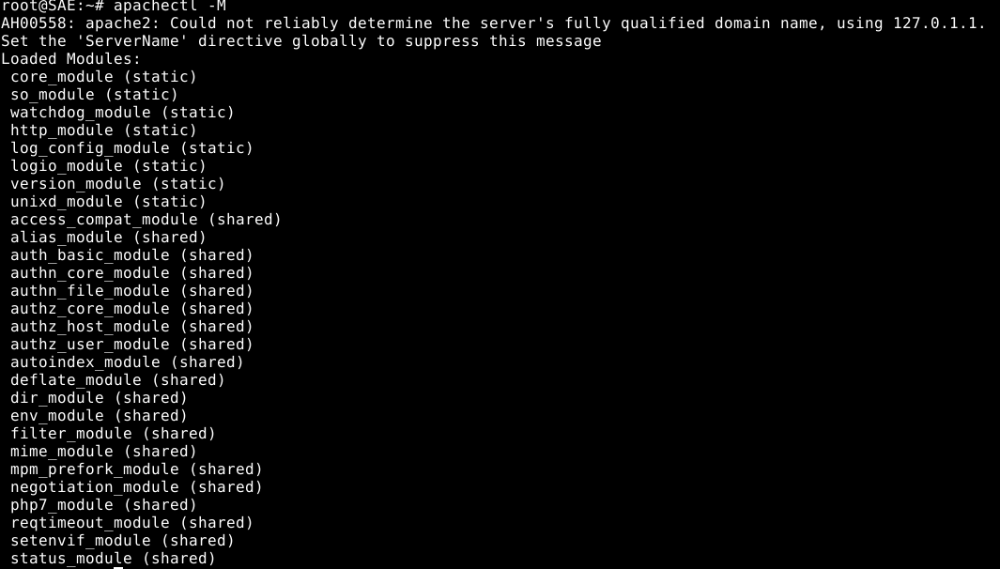 root@SAE:~# apachectl -M
AH00558: apache2: Could not reliably determine the server's fully qualified domain name, using 127.0.1.1.
Set the 'ServerName' directive globally to suppress this message
Loaded Modules:
 core_module (static)
 so_module (static)
 watchdog_module (static)
 http_module (static)
 log_config_module (static)
 logio_module (static)
 version_module (static)
 unixd_module (static)
 access_compat_module (shared)
 alias_module (shared)
 auth_basic_module (shared)
 authn_core_module (shared)
 authn_file_module (shared)
 authz_core_module (shared)
 authz_host_module (shared)
 authz_user_module (shared)
 autoindex_module (shared)
 deflate_module (shared)
 dir_module (shared)
 env_module (shared)
 filter_module (shared)
 mime_module (shared)
 mpm_prefork_module (shared)
 negotiation_module (shared)
 php7_module (shared)
 reqtimeout_module (shared)
 setenvif_module (shared)
 status_module (shared)